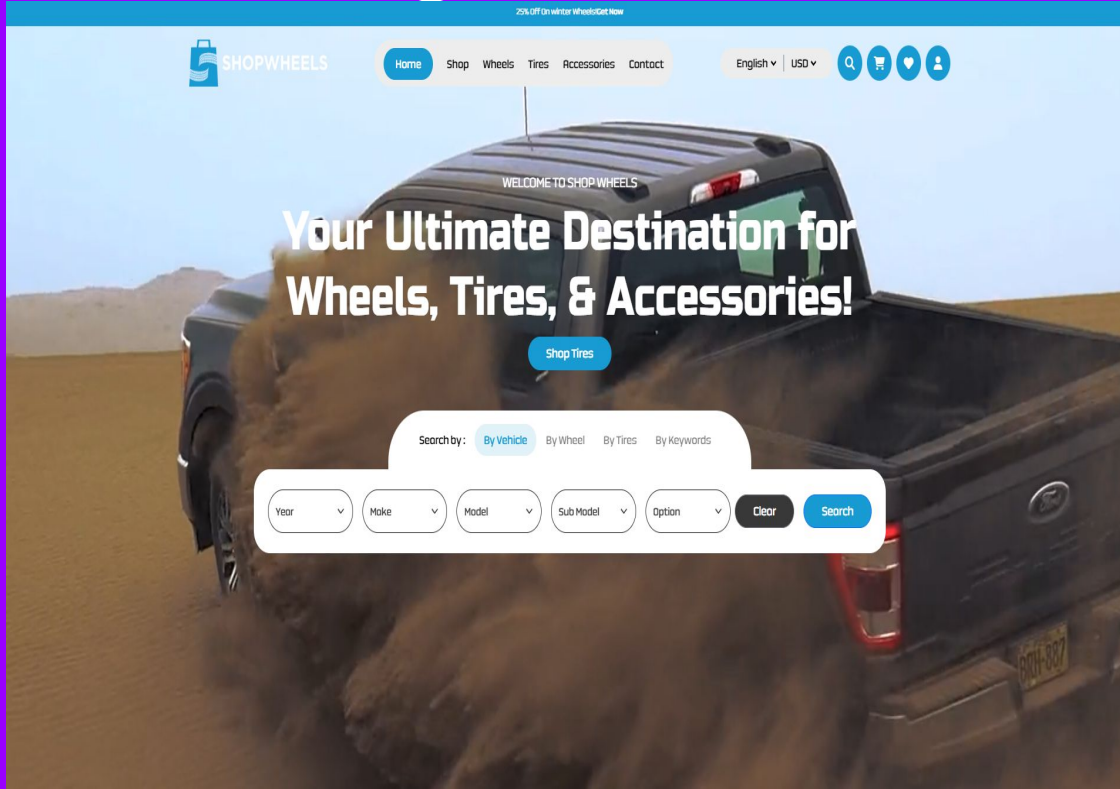 25% Off On winter Wheels!Get Now
SHOPWHEELS
Home Shop Wheels Tires Accessories Contact
English USD
WELCOME TO SHOP WHEELS
Your Ultimate Destination for
Wheels, Tires, & Accessories!
Shop Tires
Search by : By Vehicle By Wheel By Tires By Keywords
Year Make Model Sub Model Option Clear Search
Ford